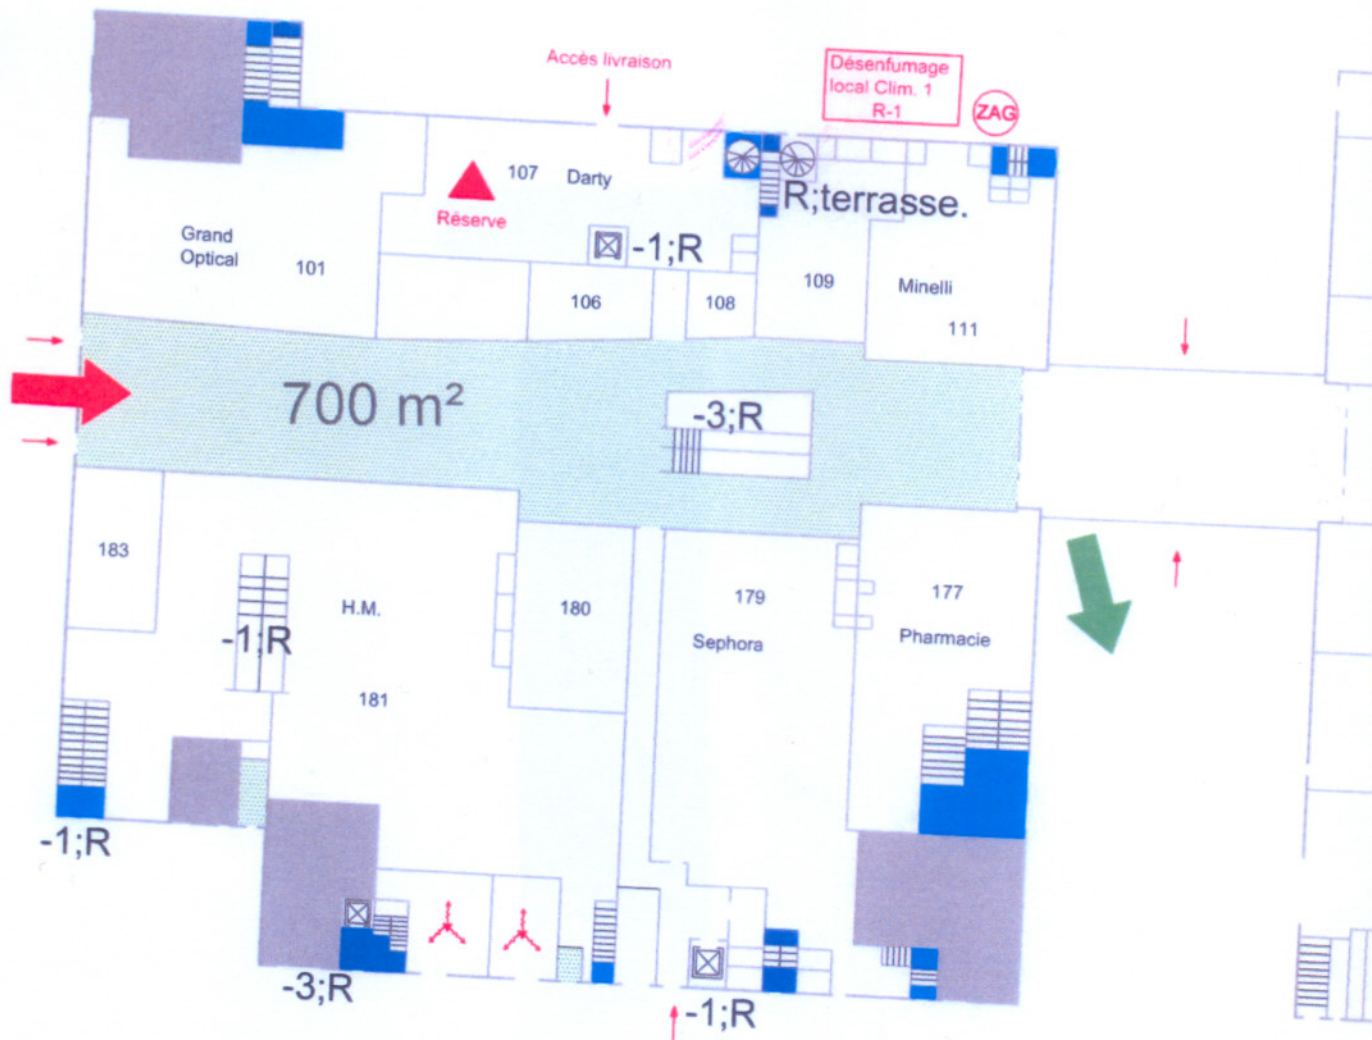 Accès livraison
Désenfumage
local Clim. 1
R-1
ZAG
107
Darty
Réserve
R;terrasse.
Grand
Optical
101
-1;R
106
108
109
Minelli
111
700 m²
-3;R
183
H.M.
-1;R
181
180
179
Sephora
177
Pharmacie
-1;R
-3;R
-1;R